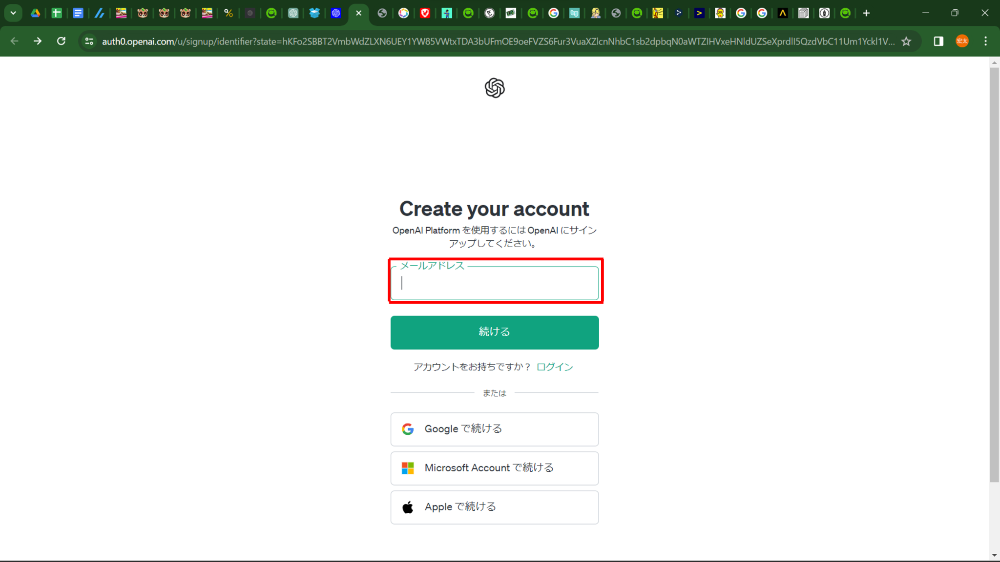 auth0.openai.com/u/signup/identifier?state=hKFo2SBBT2VmbWdZLXN6UEY1YW85VWtxTDA3bUFmOE9oeFVZS6Fur3VuaXZlcnNhbC1sb2dpbqN0aWTZIHVxeHNldUZSeXprdlI5QzdVbC11Um1Yckl1V...
宏太
Create your account
OpenAI Platform を使用するには OpenAI にサイン
アップしてください。
メールアドレス
続ける
アカウントをお持ちですか？ ログイン
または
Google で続ける
Microsoft Account で続ける
Apple で続ける